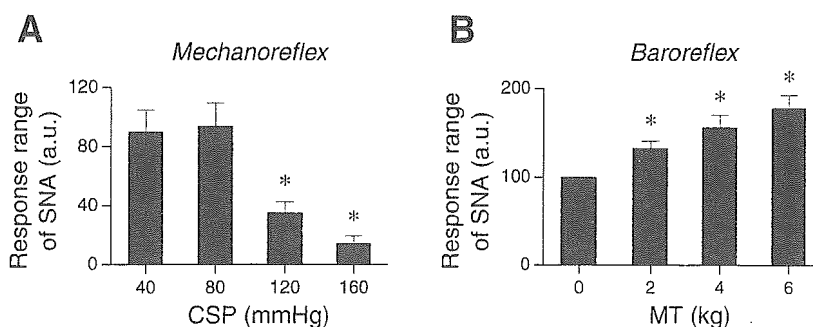 A
Mechanoreflex
Response range
of SNA (a.u.)
120
80
40
0
*
*
40 80 120 160
CSP (mmHg)
B
Baroreflex
Response range
of SNA (a.u.)
200
100
0
*
*
*
0 2 4 6
MT (kg)